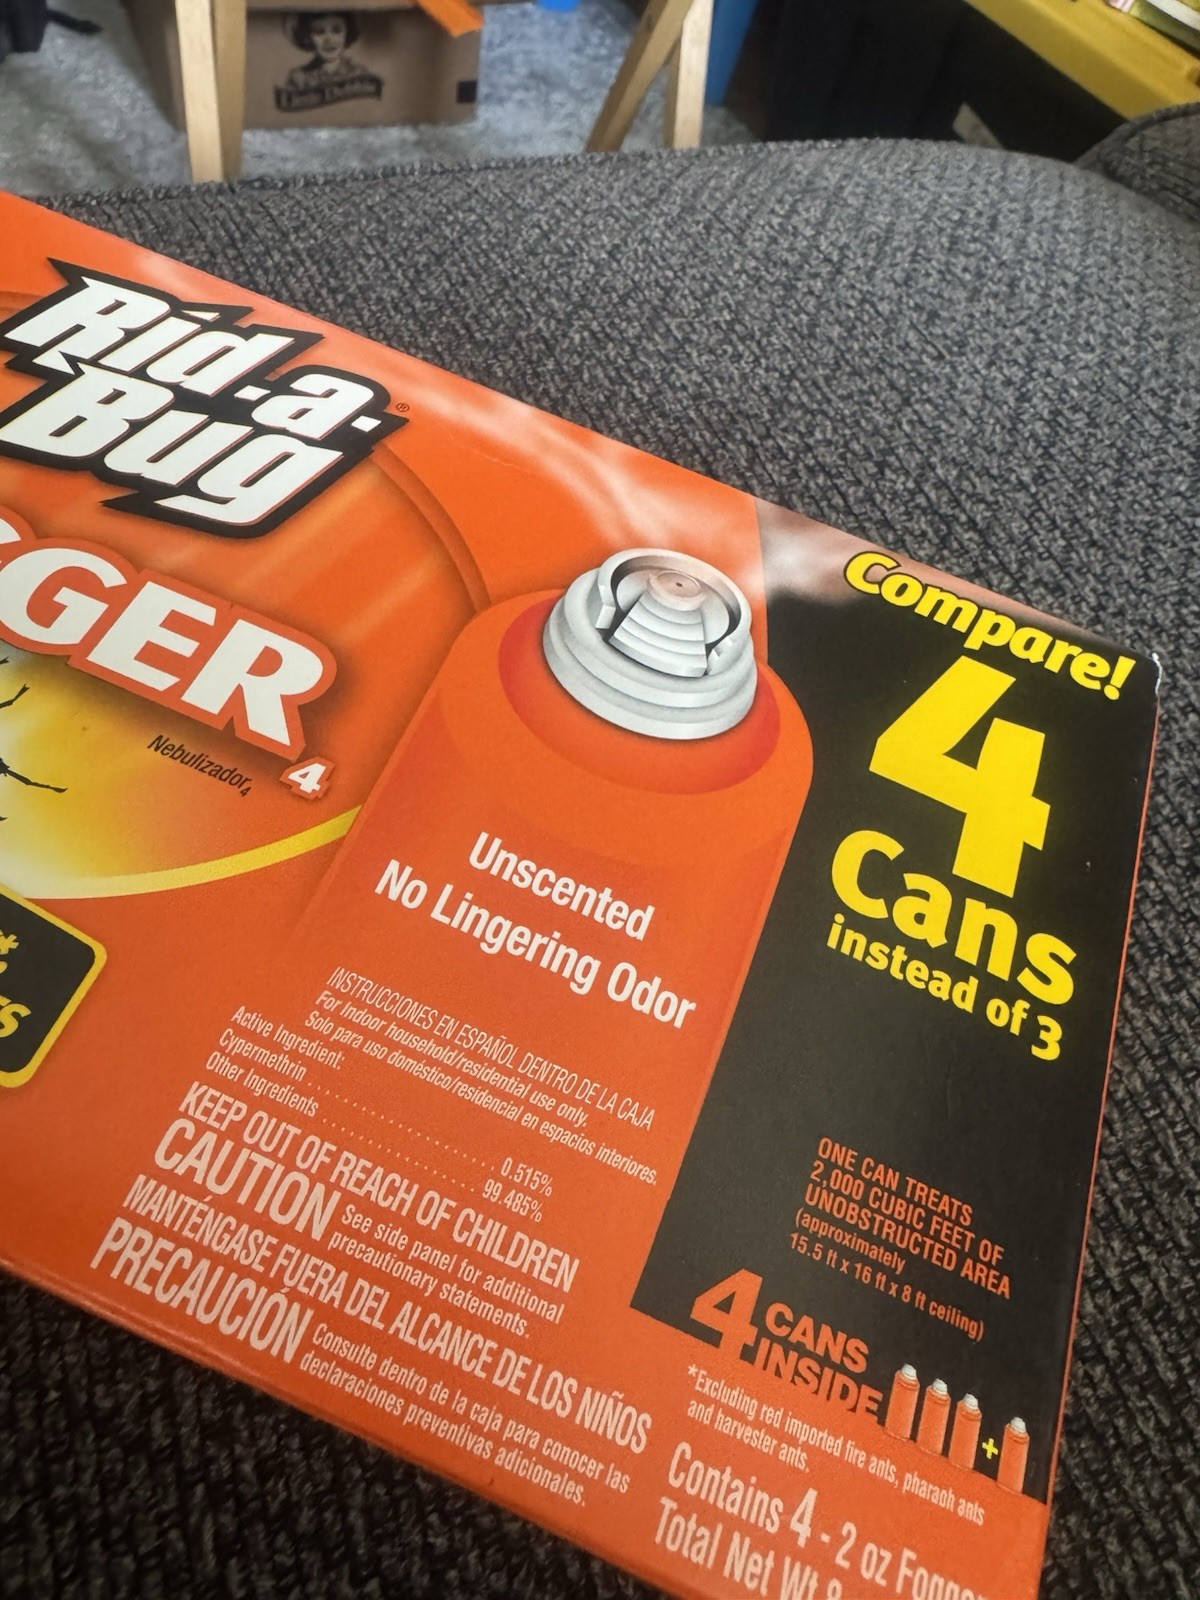 Little Debbie
Rid-a-
Bug®
GER
4
Nebulizador4
Compare!
4
Cans
instead of 3
Unscented
No Lingering Odor
INSTRUCCIONES EN ESPAÑOL DENTRO DE LA CAJA
For Indoor household/residential use only.
Solo para uso doméstico/residencial en espacios interiores.
Active Ingredient:
Cypermethrin . . . . . . . . . . . . . . . . . . . . 0.515%
Other Ingredients . . . . . . . . . . . . . . . . . . 99.485%
KEEP OUT OF REACH OF CHILDREN
CAUTION See side panel for additional
precautionary statements.
MANTÉNGASE FUERA DEL ALCANCE DE LOS NIÑOS
PRECAUCIÓN Consulte dentro de la caja para conocer las
declaraciones preventivas adicionales.
ONE CAN TREATS
2,000 CUBIC FEET OF
UNOBSTRUCTED AREA
(approximately
15.5 ft x 16 ft x 8 ft ceiling)
4 CANS
INSIDE
+
*Excluding red imported fire ants, pharaoh ants
and harvester ants.
Contains 4 - 2 oz Fogger
Total Net Wt 8